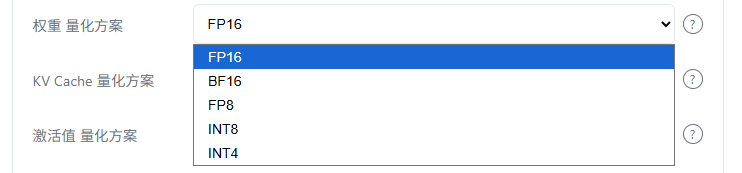 权重 量化方案
FP16
?
FP16
KV Cache 量化方案
BF16
?
FP8
激活值 量化方案
INT8
?
INT4